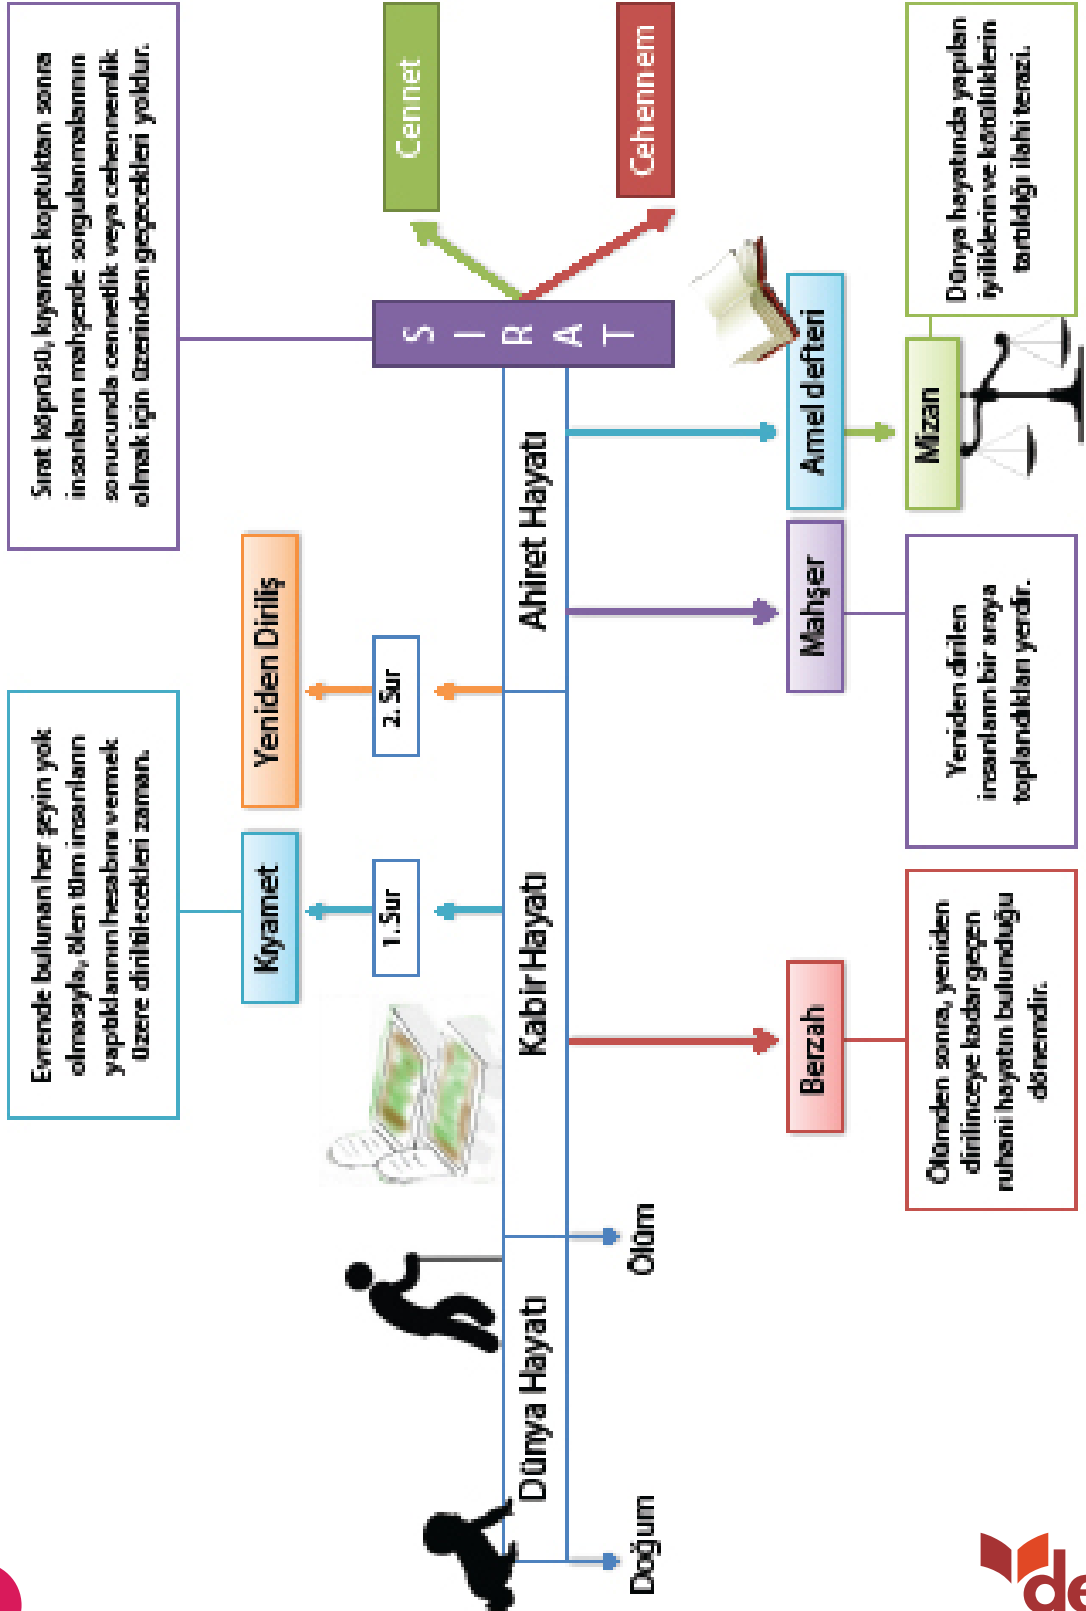 Evrende bulunan her şeyin yok
olmasıyla, ölen tüm insanların
yaptıklarının hesabını vermek
üzere diriltilecekleri zaman.
Sırat köprüsü, kıyamet koptuktan sonra
insanların mahşerde sorgulanmalarının
sonucunda cennetlik veya cehennemlik
olmak için üzerinden geçecekleri yoldur.
Kıyamet
Yeniden Diriliş
1.Sur
2. Sur
Cennet
SIRAT
Dünya Hayatı
Kabir Hayatı
Ahiret Hayatı
Cehennem
Doğum
Ölüm
Berzah
Mahşer
Amel defteri
Mizan
Ölümden sonra, yeniden
dirilinceye kadar geçen
ruhani hayatın bulunduğu
dönemdir.
Yeniden dirilen
insanların bir araya
toplandıkları yerdir.
Dünya hayatında yapılan
iyiliklerin ve kötülüklerin
tartıldığı ilahi terazi.
de